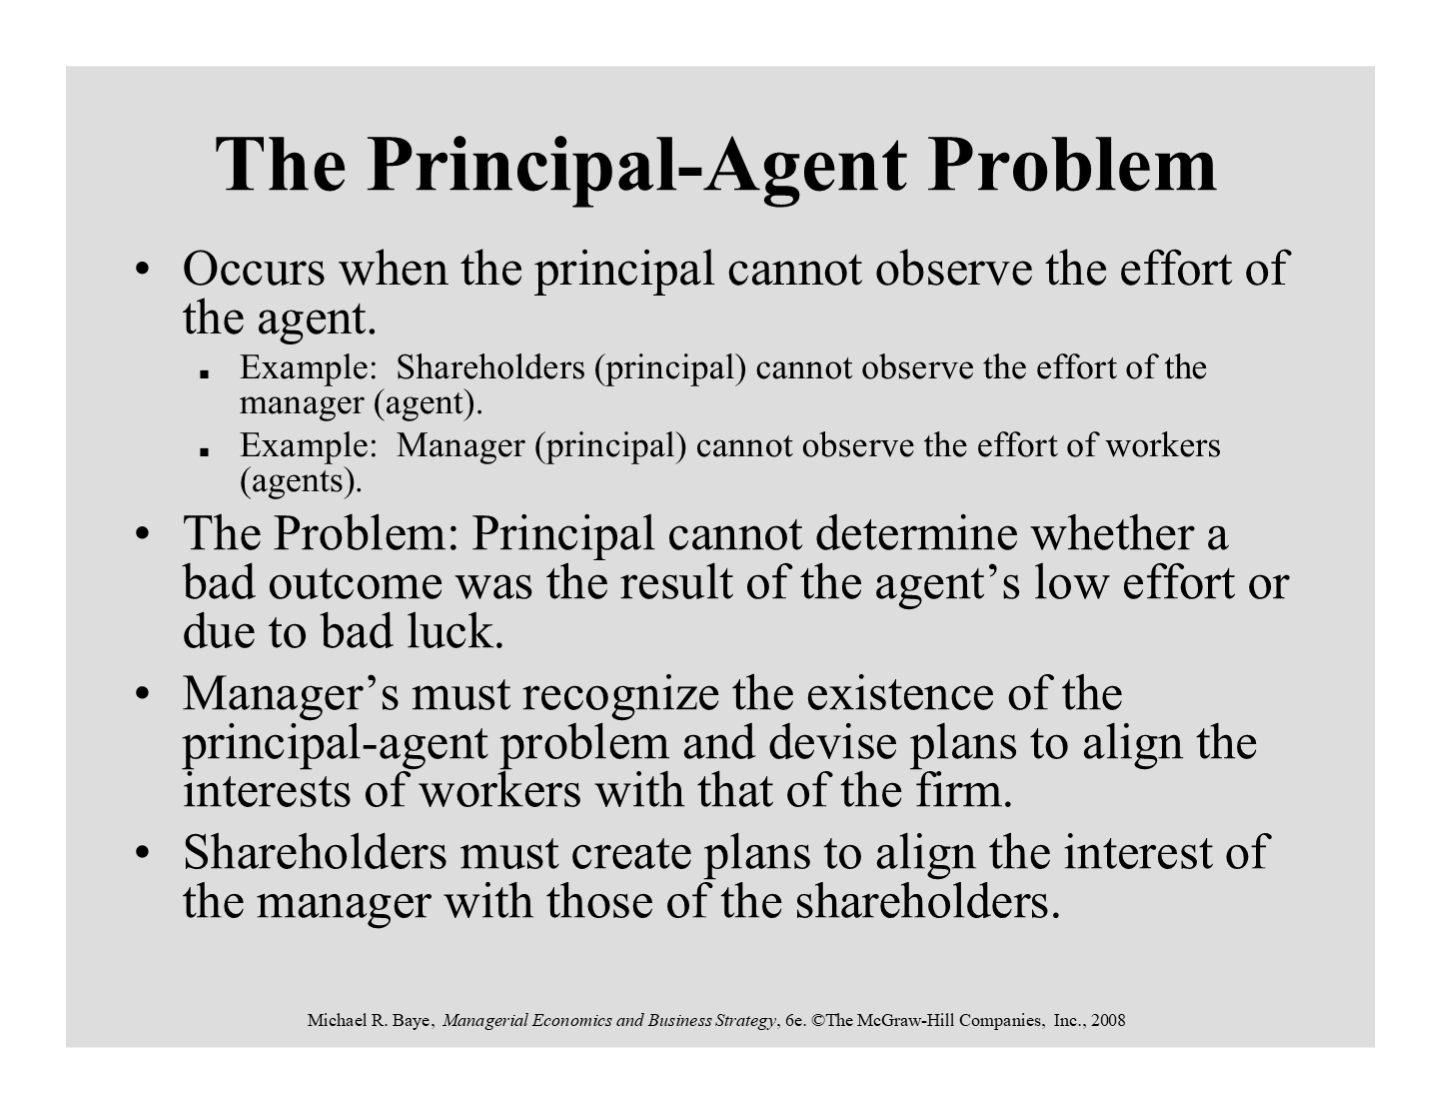 The Principal-Agent Problem
• Occurs when the principal cannot observe the effort of
the agent.
▪ Example:  Shareholders (principal) cannot observe the effort of the
manager (agent).
▪ Example:  Manager (principal) cannot observe the effort of workers
(agents).
• The Problem: Principal cannot determine whether a
bad outcome was the result of the agent’s low effort or
due to bad luck.
• Manager’s must recognize the existence of the
principal-agent problem and devise plans to align the
interests of workers with that of the firm.
• Shareholders must create plans to align the interest of
the manager with those of the shareholders.
Michael R. Baye,  Managerial Economics and Business Strategy, 6e. ©The McGraw-Hill Companies,  Inc., 2008